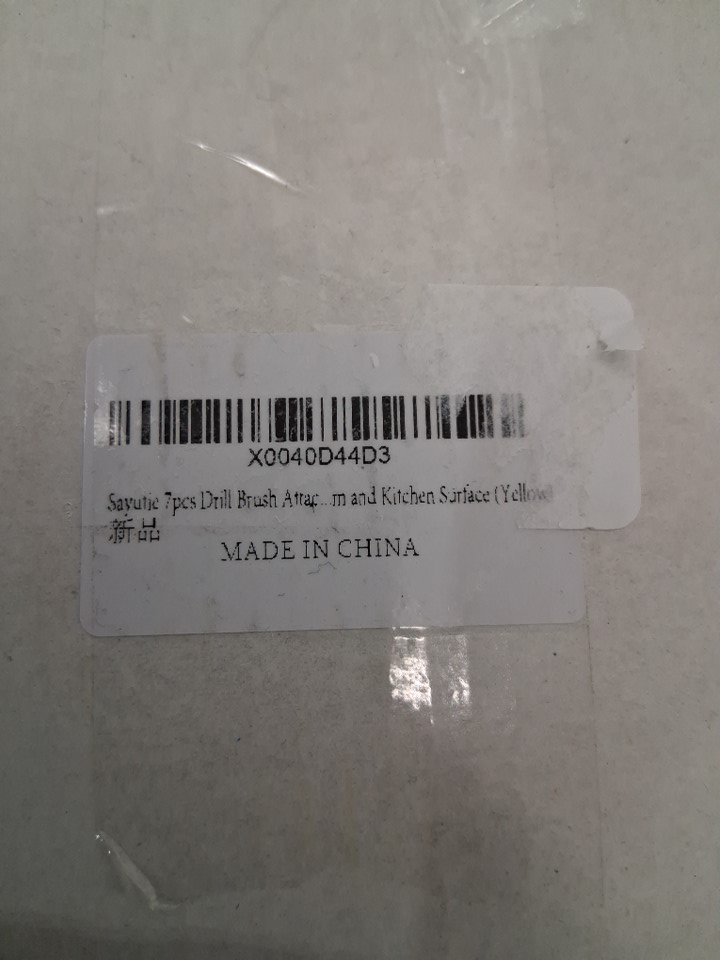 X0040D44D3
Sayutie 7pcs Drill Brush Attac...m and Kitchen Surface (Yellow)
新品
MADE IN CHINA